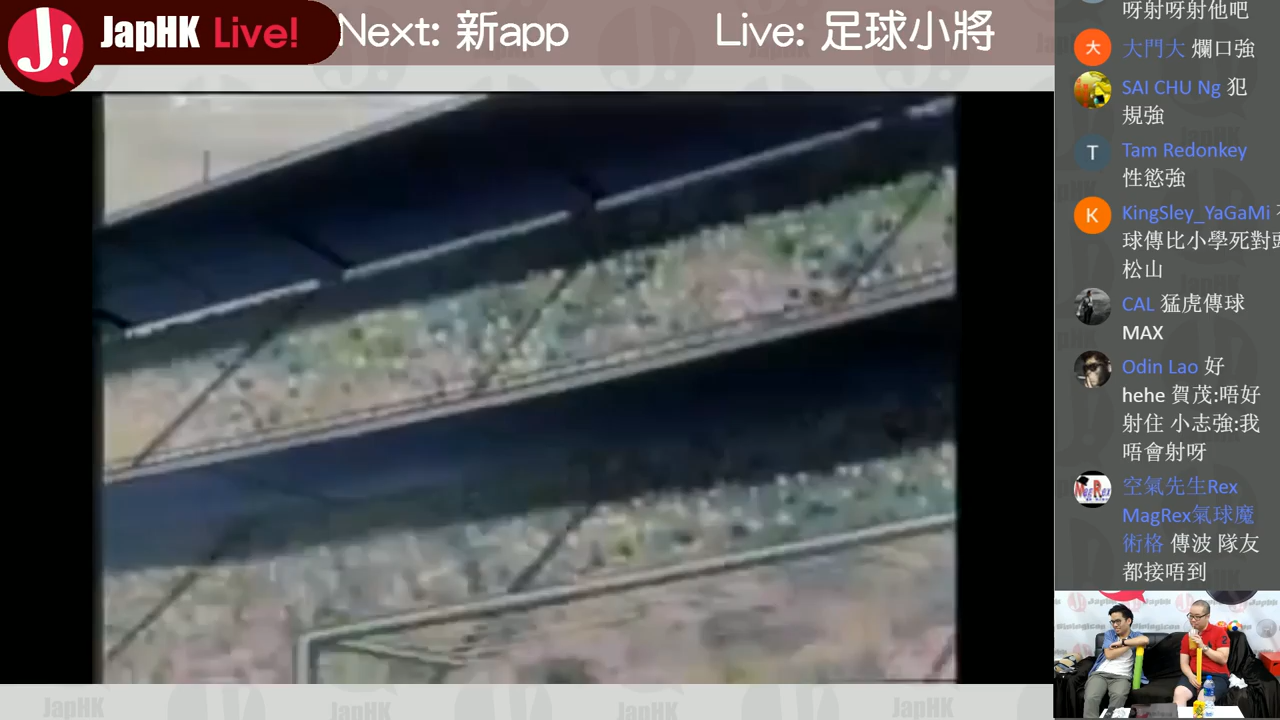 J! JapHK Live! Next: 新app Live: 足球小將
呀射呀射他吧
大 大門大 爛口強
SAI CHU Ng 犯
規強
T Tam Redonkey
性慾強
K KingSley_YaGaMi
球傳比小學死對頭
松山
CAL 猛虎傳球
MAX
Odin Lao 好
hehe 賀茂:唔好
射住 小志強:我
唔會射呀
空氣先生Rex
MagRex氣球魔
術格 傳波 隊友
都接唔到
JapHK JapHK JapHK JapHK